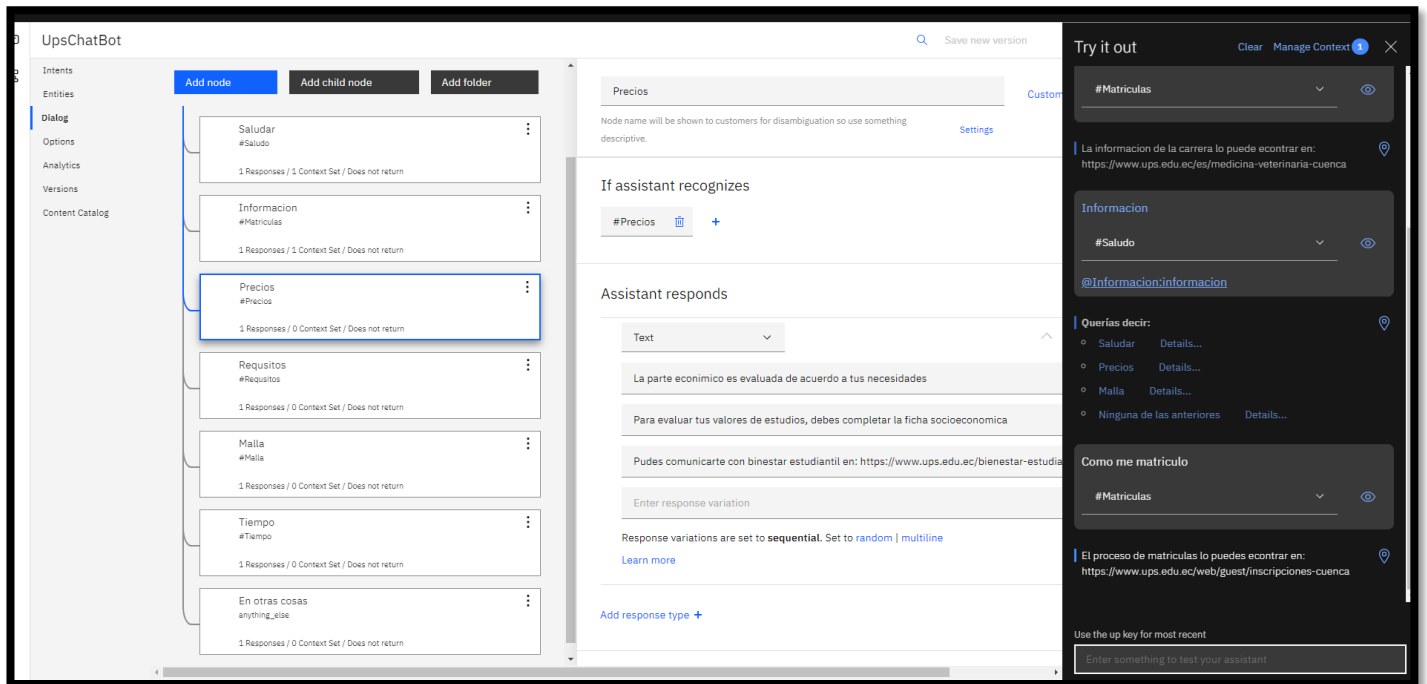 UpsChatBot
Save new version
Intents
Entities
Dialog
Options
Analytics
Versions
Content Catalog
Add node
Add child node
Add folder
Saludar
#Saludo
1 Responses / 1 Context Set / Does not return
Informacion
#Matriculas
1 Responses / 1 Context Set / Does not return
Precios
#Precios
1 Responses / 0 Context Set / Does not return
Requsitos
#Requsitos
1 Responses / 0 Context Set / Does not return
Malla
#Malla
1 Responses / 0 Context Set / Does not return
Tiempo
#Tiempo
1 Responses / 0 Context Set / Does not return
En otras cosas
anything_else
1 Responses / 0 Context Set / Does not return
Precios
Custom
Node name will be shown to customers for disambiguation so use something
descriptive.
Settings
If assistant recognizes
#Precios
+
Assistant responds
Text
La parte econimico es evaluada de acuerdo a tus necesidades
Para evaluar tus valores de estudios, debes completar la ficha socioeconomica
Pudes comunicarte con binestar estudiantil en: https://www.ups.edu.ec/bienestar-estudia
Enter response variation
Response variations are set to sequential. Set to random | multiline
Learn more
Add response type +
Try it out
Clear
Manage Context 1
#Matriculas
La informacion de la carrera lo puede econtrar en:
https://www.ups.edu.ec/es/medicina-veterinaria-cuenca
Informacion
#Saludo
@Informacion:informacion
Querías decir:
Saludar Details...
Precios Details...
Malla Details...
Ninguna de las anteriores Details...
Como me matriculo
#Matriculas
El proceso de matriculas lo puedes econtrar en:
https://www.ups.edu.ec/web/guest/inscripciones-cuenca
Use the up key for most recent
Enter something to test your assistant